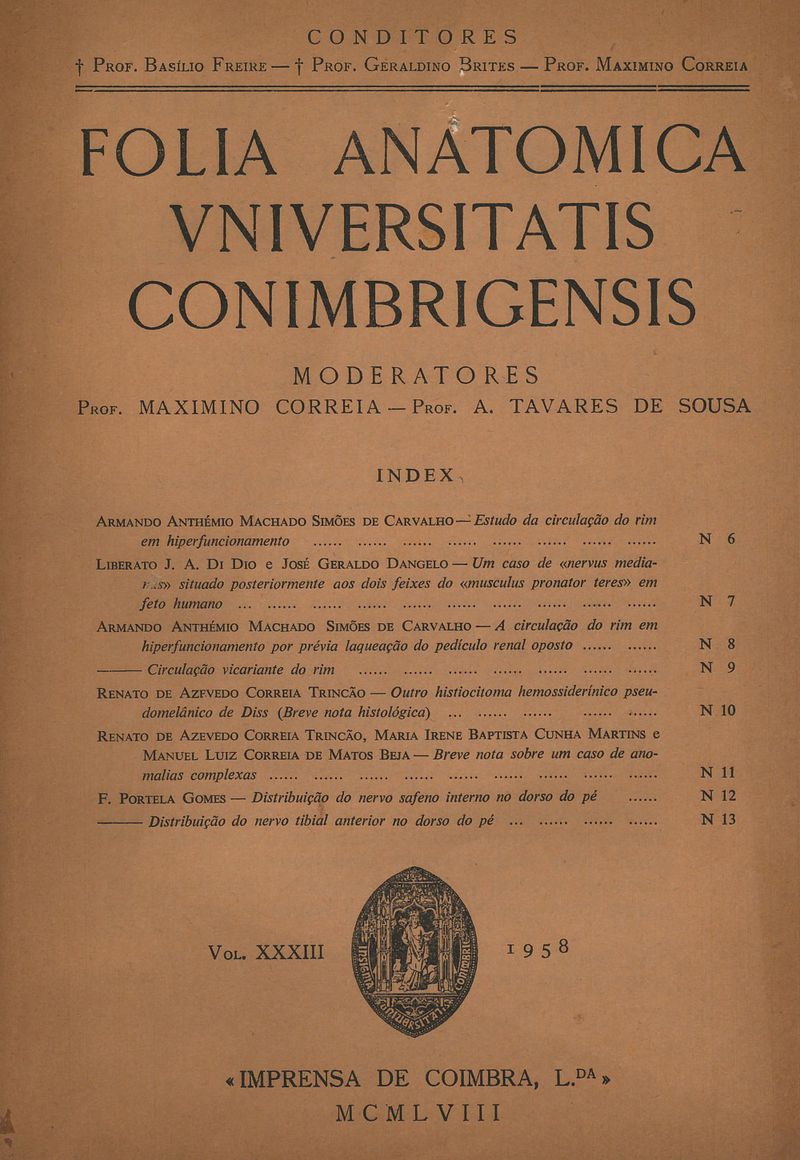 CONDITORES
† Prof. Basílio Freire — † Prof. Geraldino Brites — Prof. Maximino Correia
FOLIA ANATOMICA
VNIVERSITATIS
CONIMBRIGENSIS
MODERATORES
Prof. MAXIMINO CORREIA — Prof. A. TAVARES DE SOUSA
INDEX
Armando Anthémio Machado Simões de Carvalho — Estudo da circulação do rim
em hiperfuncionamento ...... ...... ...... ...... ...... ...... ...... ...... N 6
Liberato J. A. Di Dio e José Geraldo Dangelo — Um caso de «nervus media-
situado posteriormente aos dois feixes do «musculus pronator teres» em
feto humano ... ...... ...... ...... ...... ...... ...... ...... ...... ...... N 7
Armando Anthémio Machado Simões de Carvalho — A circulação do rim em
hiperfuncionamento por prévia laqueação do pedículo renal oposto ...... ...... N 8
——— Circulação vicariante do rim ...... ...... ...... ...... ...... ...... ...... N 9
Renato de Azevedo Correia Trincão — Outro histiocitoma hemossiderínico pseu-
domelânico de Diss (Breve nota histológica) ... ...... ...... ...... ...... N 10
Renato de Azevedo Correia Trincão, Maria Irene Baptista Cunha Martins e
Manuel Luiz Correia de Matos Beja — Breve nota sobre um caso de ano-
malias complexas ...... ...... ...... ...... ...... ...... ...... ...... ...... N 11
F. Portela Gomes — Distribuição do nervo safeno interno no dorso do pé ...... N 12
——— Distribuição do nervo tibial anterior no dorso do pé ... ...... ...... ...... N 13
Vol. XXXIII 1958
INSIGNIA
CONIMBRIG
UNIVERSITATIS
«IMPRENSA DE COIMBRA, L.DA»
MCMLVIII